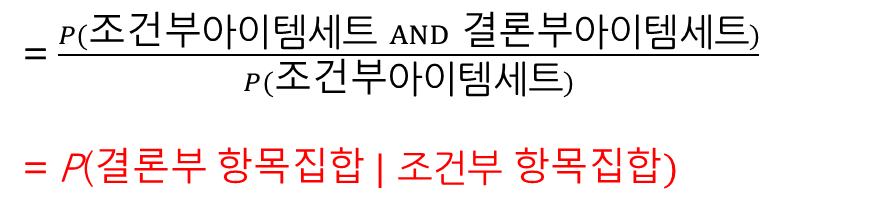 = P(조건부아이템세트 AND 결론부아이템세트)
P(조건부아이템세트)
= P(결론부 항목집합 | 조건부 항목집합)